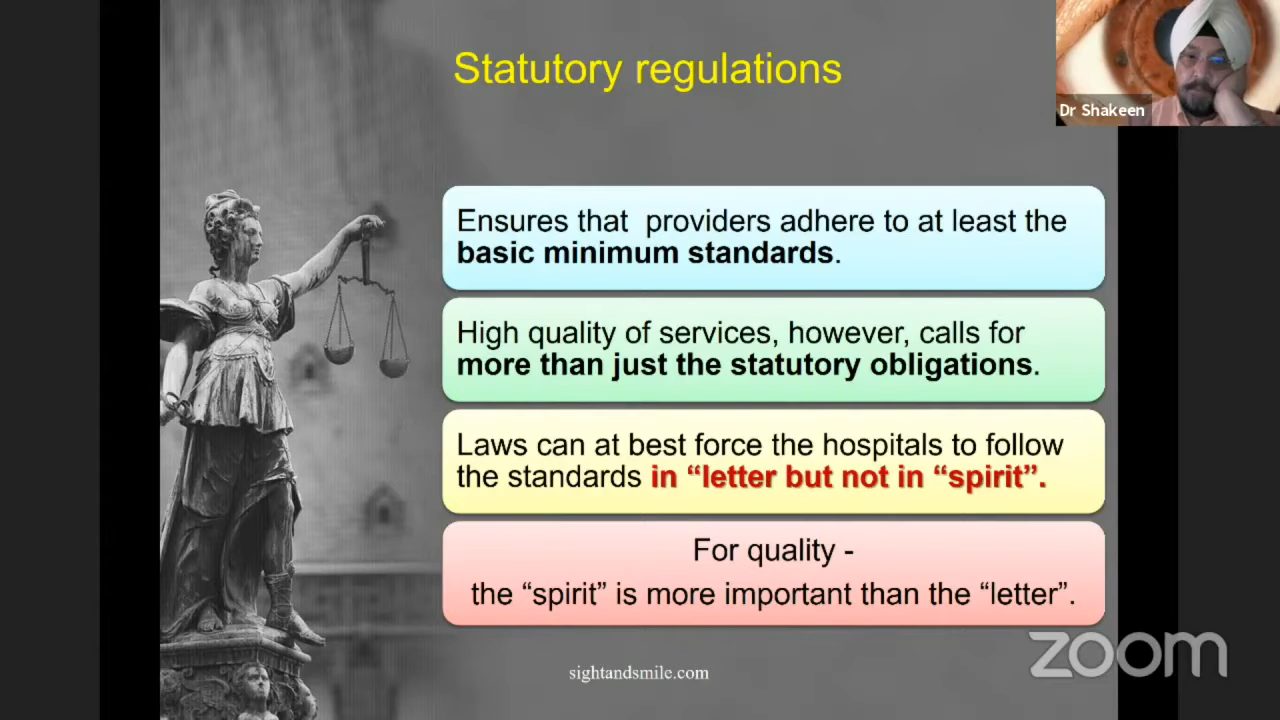 Statutory regulations
Dr Shakeen
Ensures that  providers adhere to at least the
basic minimum standards.
High quality of services, however, calls for
more than just the statutory obligations.
Laws can at best force the hospitals to follow
the standards in “letter but not in “spirit”.
For quality -
the “spirit” is more important than the “letter”.
zoom
sightandsmile.com